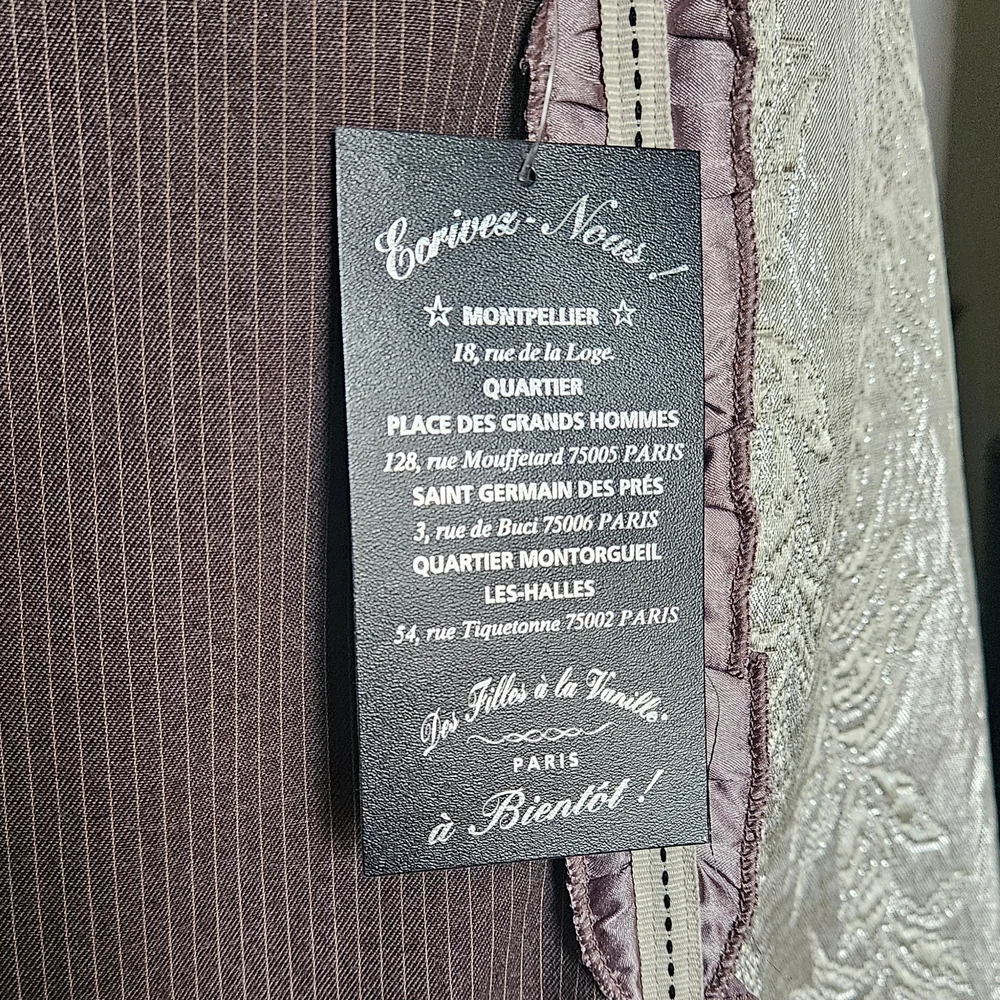 Ecrivez-Nous !
☆ MONTPELLIER ☆
18, rue de la Loge.
QUARTIER
PLACE DES GRANDS HOMMES
128, rue Mouffetard 75005 PARIS
SAINT GERMAIN DES PRÉS
3, rue de Buci 75006 PARIS
QUARTIER MONTORGUEIL
LES-HALLES
54, rue Tiquetonne 75002 PARIS
Des Filles à la Vanille
PARIS
à Bientôt !